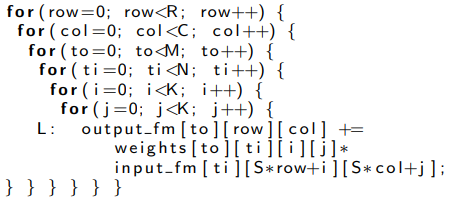 for(row=0; row<R; row++) {
for(col=0; col<C; col++) {
for(to=0; to<M; to++) {
for(ti=0; ti<N; ti++) {
for(i=0; i<K; i++) {
for(j=0; j<K; j++) {
L: output_fm[to][row][col] +=
weights[to][ti][i][j]*
input_fm[ti][S*row+i][S*col+j];
} } } } } }